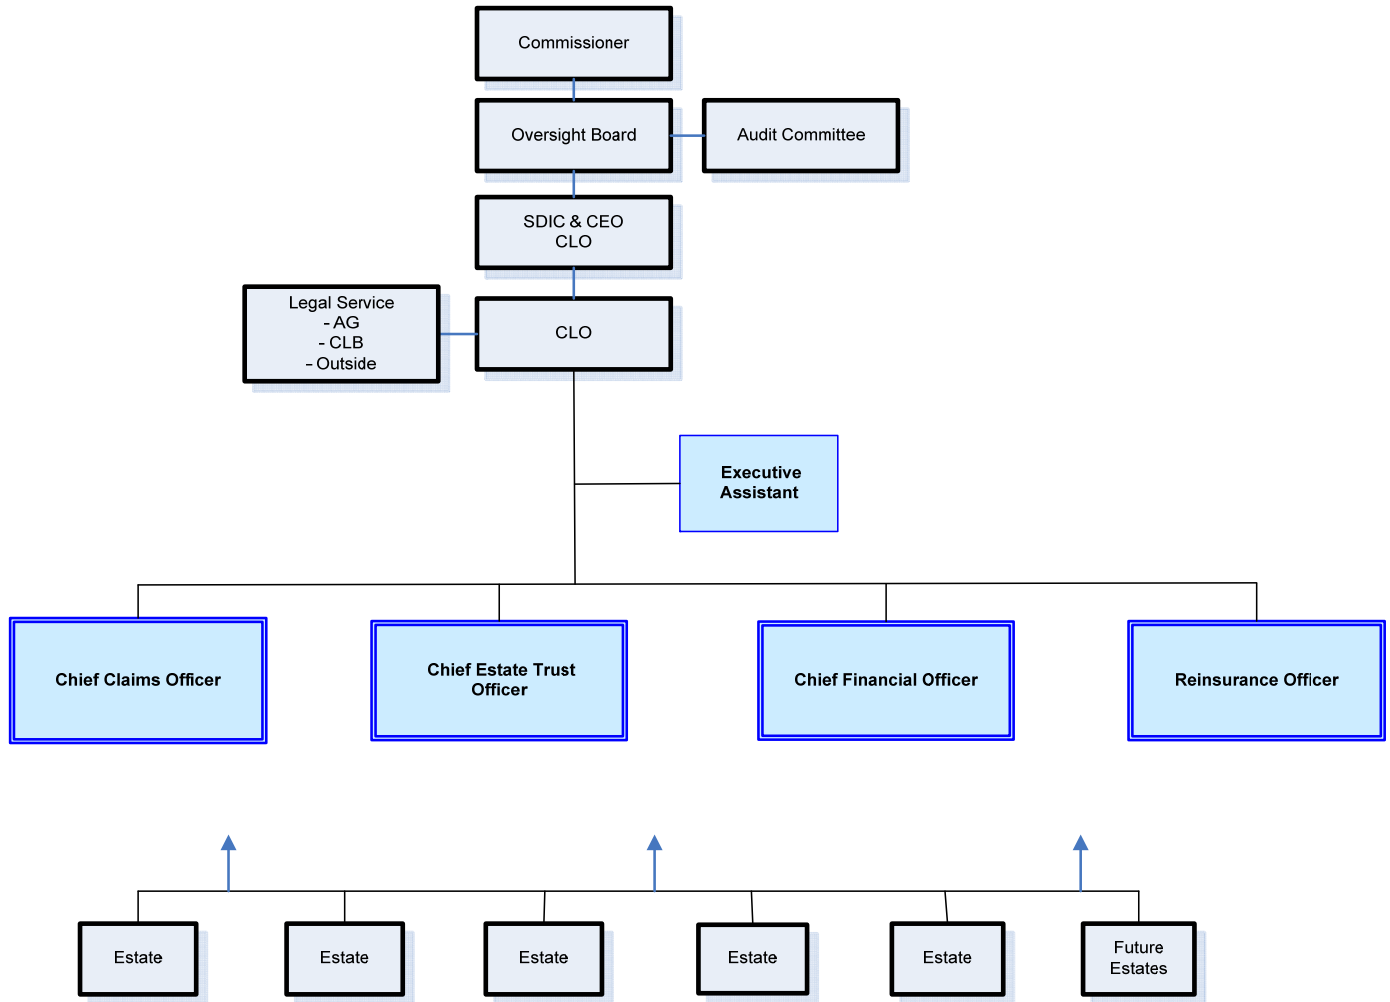 Commissioner
Oversight Board
Audit Committee
SDIC & CEO
CLO
Legal Service
- AG
- CLB
- Outside
CLO
Executive
Assistant
Chief Claims Officer
Chief Estate Trust
Officer
Chief Financial Officer
Reinsurance Officer
Estate
Estate
Estate
Estate
Estate
Future
Estates